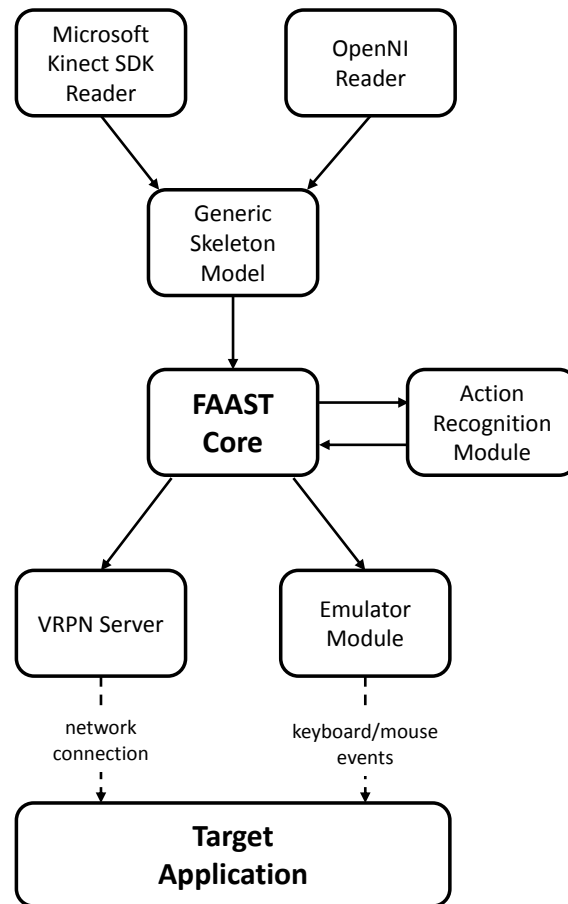 Microsoft
Kinect SDK
Reader
OpenNI
Reader
Generic
Skeleton
Model
FAAST
Core
Action
Recognition
Module
VRPN Server
Emulator
Module
network
connection
keyboard/mouse
events
Target
Application